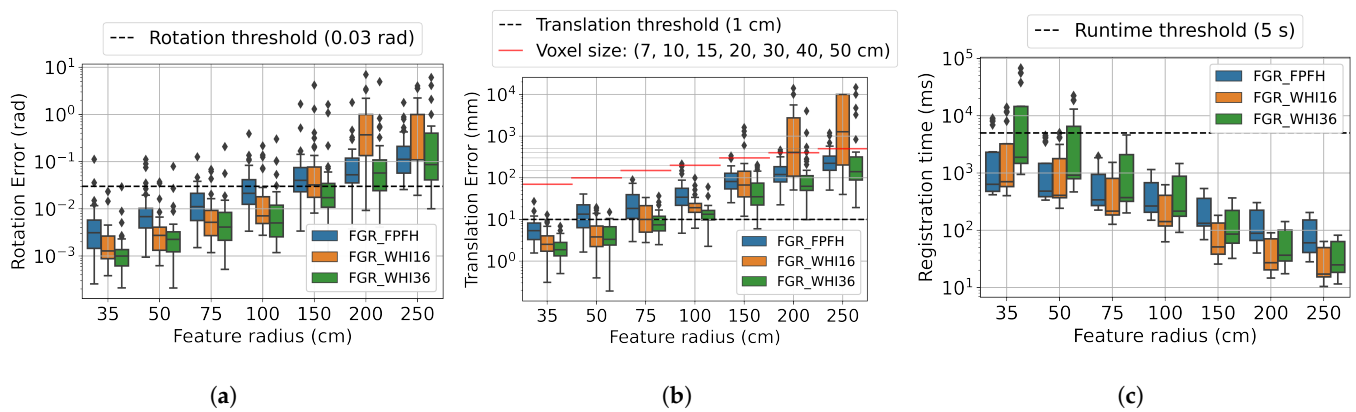 Rotation threshold (0.03 rad)
10¹
10⁰
10⁻¹
10⁻²
10⁻³
Rotation Error (rad)
FGR_FPFH
FGR_WHI16
FGR_WHI36
35 50 75 100 150 200 250
Feature radius (cm)
(a)
Translation threshold (1 cm)
Voxel size: (7, 10, 15, 20, 30, 40, 50 cm)
10⁴
10³
10²
10¹
10⁰
Translation Error (mm)
FGR_FPFH
FGR_WHI16
FGR_WHI36
35 50 75 100 150 200 250
Feature radius (cm)
(b)
Runtime threshold (5 s)
10⁵
10⁴
10³
10²
10¹
Registration time (ms)
FGR_FPFH
FGR_WHI16
FGR_WHI36
35 50 75 100 150 200 250
Feature radius (cm)
(c)